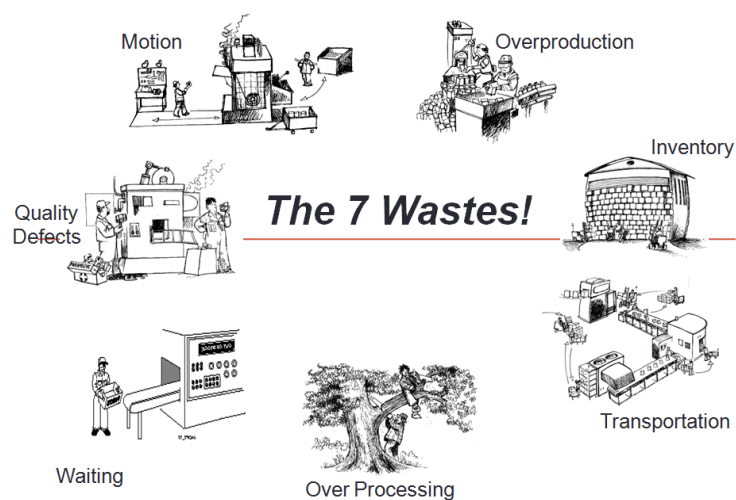 Motion
Overproduction
Inventory
Quality
Defects
The 7 Wastes!
Transportation
Waiting
Over Processing